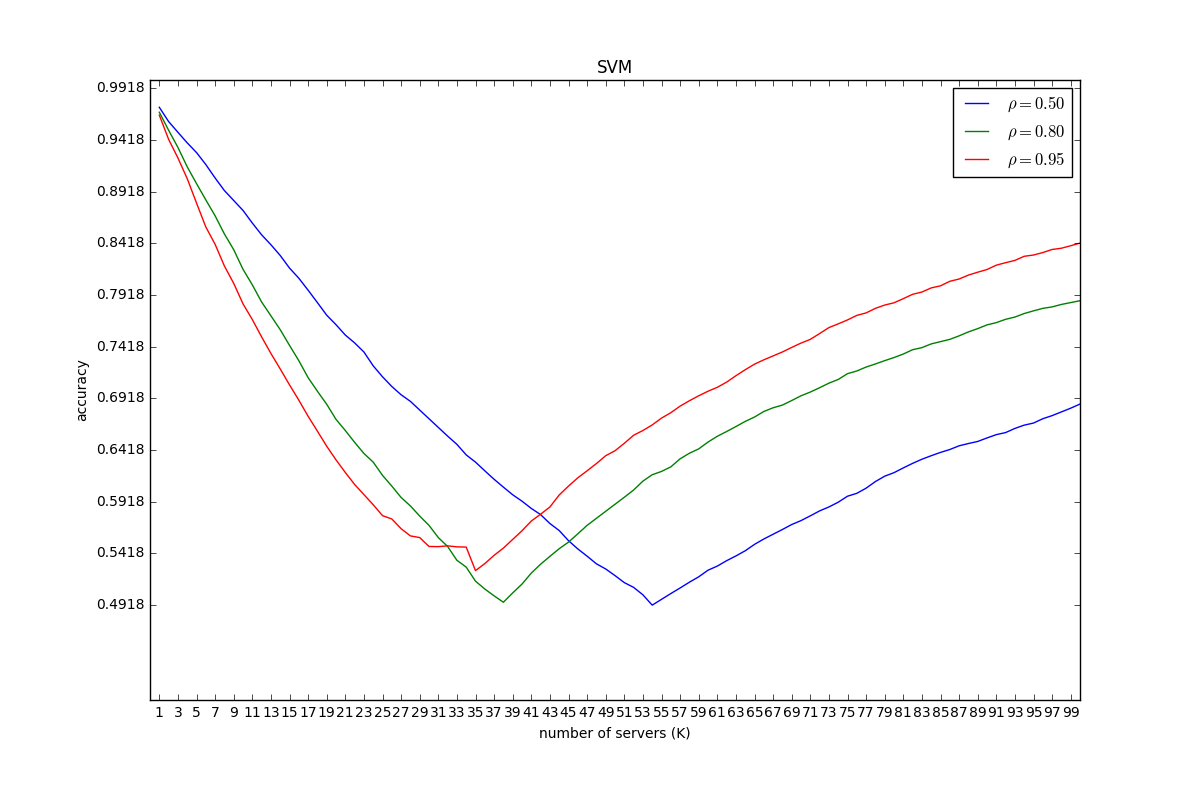 SVM
0.9918
0.9418
0.8918
0.8418
0.7918
0.7418
0.6918
0.6418
0.5918
0.5418
0.4918
accuracy
ρ = 0.50
ρ = 0.80
ρ = 0.95
1 3 5 7 9 11 13 15 17 19 21 23 25 27 29 31 33 35 37 39 41 43 45 47 49 51 53 55 57 59 61 63 65 67 69 71 73 75 77 79 81 83 85 87 89 91 93 95 97 99
number of servers (K)